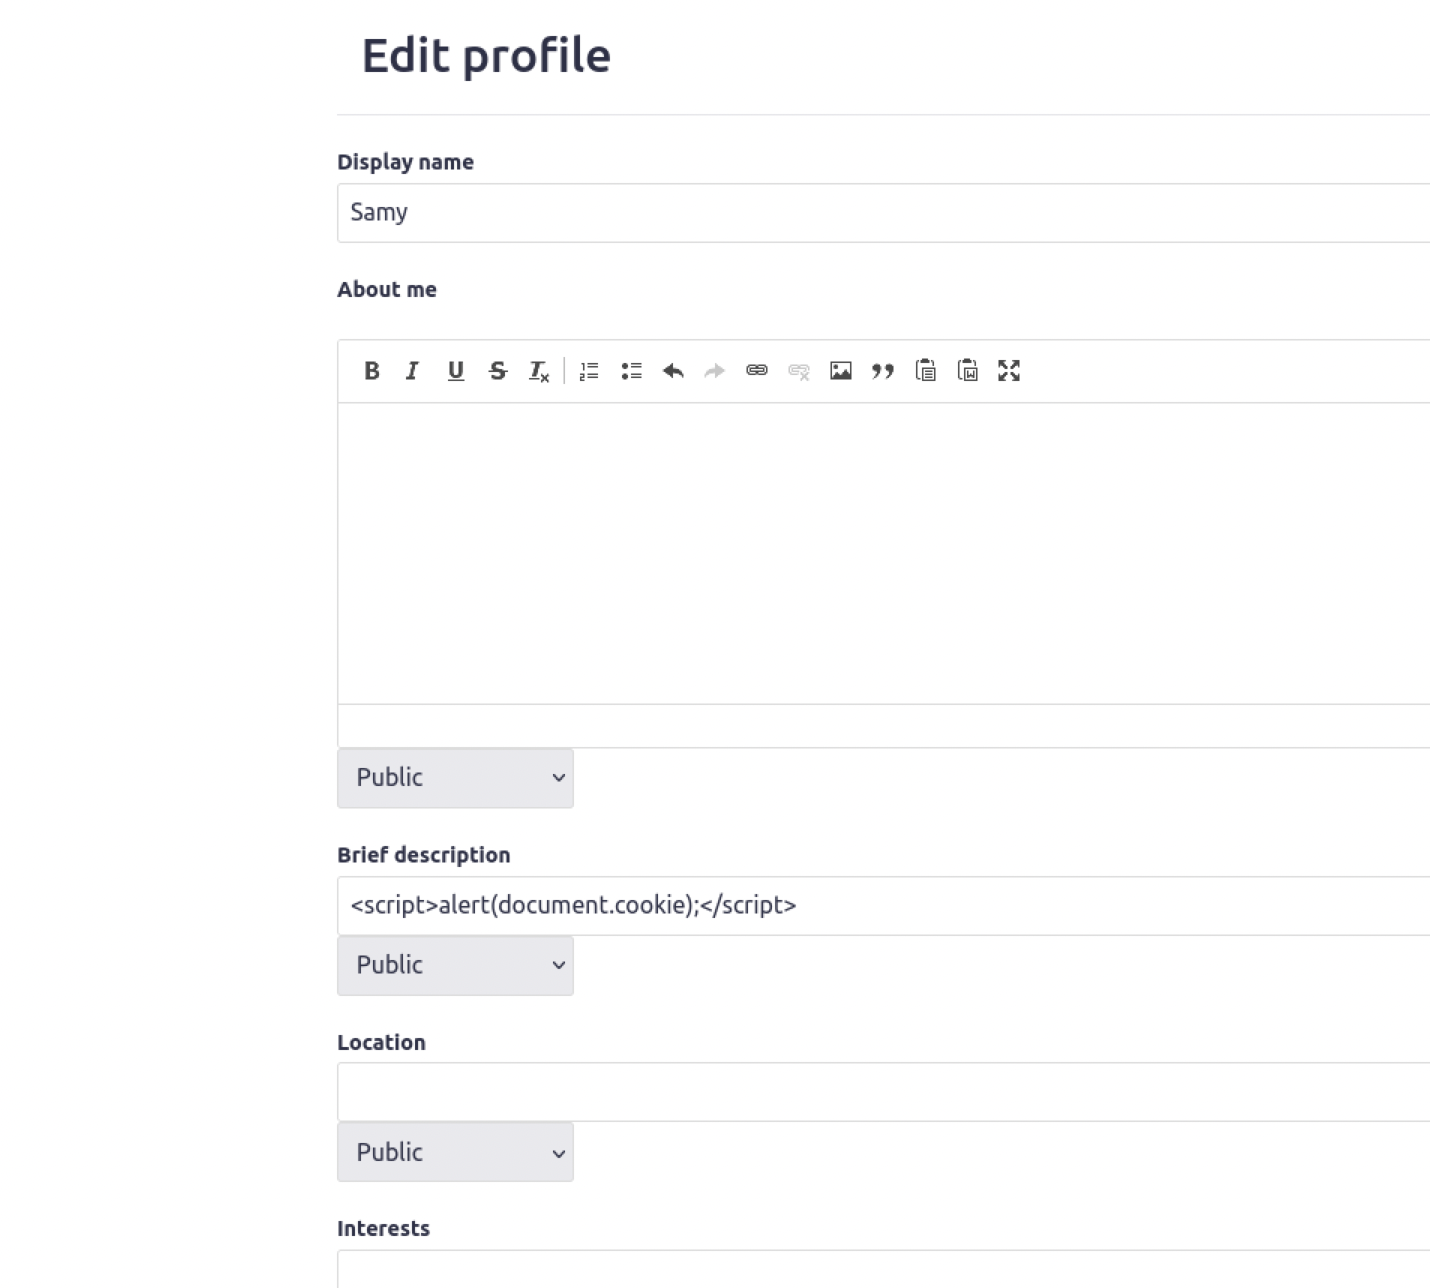 Edit profile
Display name
Samy
About me
Public
Brief description
<script>alert(document.cookie);</script>
Public
Location
Public
Interests